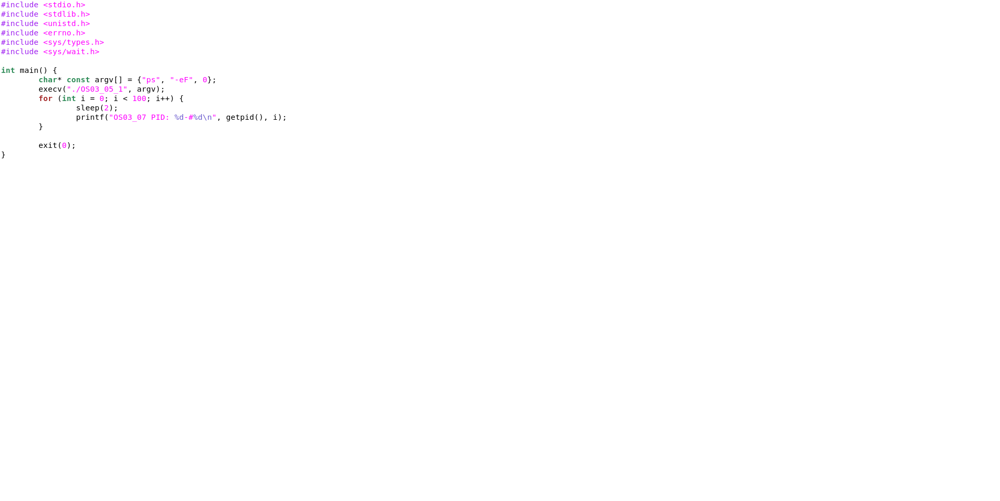 #include <stdio.h>
#include <stdlib.h>
#include <unistd.h>
#include <errno.h>
#include <sys/types.h>
#include <sys/wait.h>

int main() {
        char* const argv[] = {"ps", "-eF", 0};
        execv("./OS03_05_1", argv);
        for (int i = 0; i < 100; i++) {
                sleep(2);
                printf("OS03_07 PID: %d-#%d\n", getpid(), i);
        }

        exit(0);
}